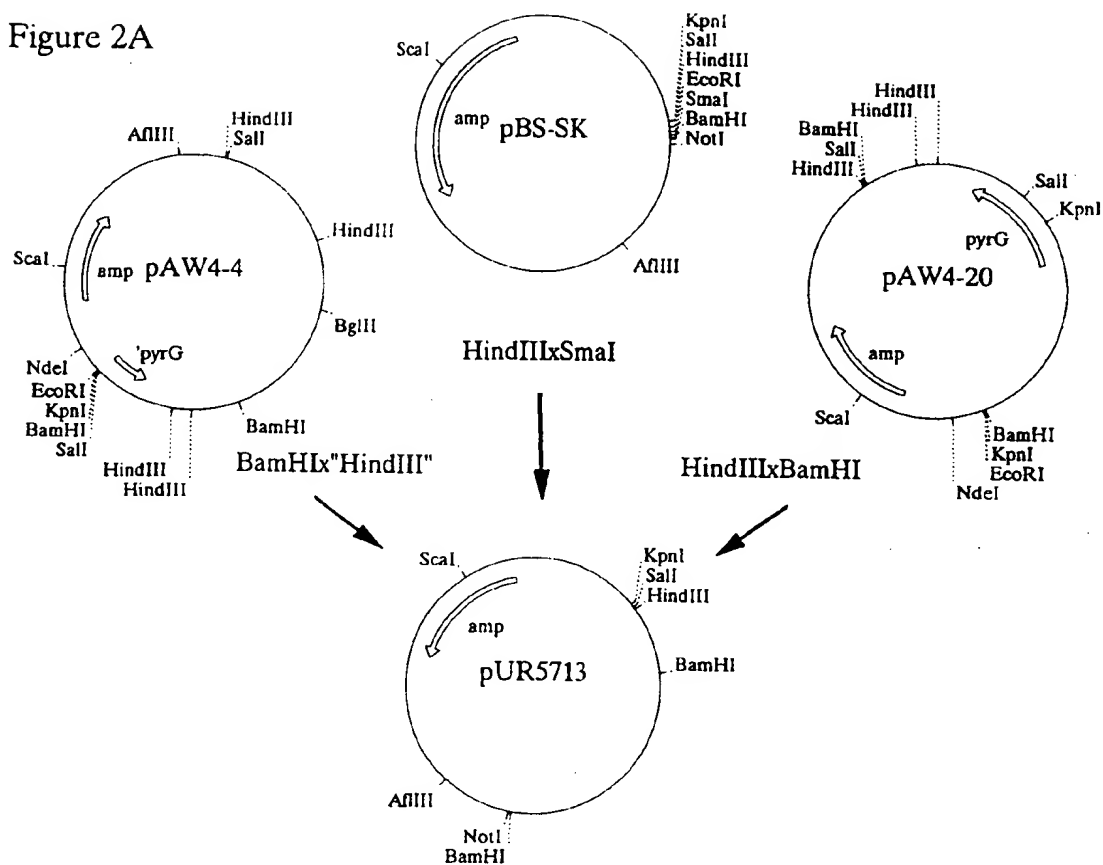 Figure 2A
ScaI
amp
pBS-SK
KpnI
SalI
HindIII
EcoRI
SmaI
BamHI
NotI
AflIII
AflIII
HindIII
SalI
HindIII
BglII
BamHI
HindIII
HindIII
SalI
BamHI
KpnI
EcoRI
NdeI
'pyrG
ScaI
amp
pAW4-4
HindIII
HindIII
BamHI
SalI
HindIII
SalI
KpnI
pyrG
pAW4-20
amp
ScaI
BamHI
KpnI
EcoRI
NdeI
HindIIIxSmaI
BamHIx"HindIII"
HindIIIxBamHI
ScaI
amp
pUR5713
KpnI
SalI
HindIII
BamHI
AflIII
NotI
BamHI